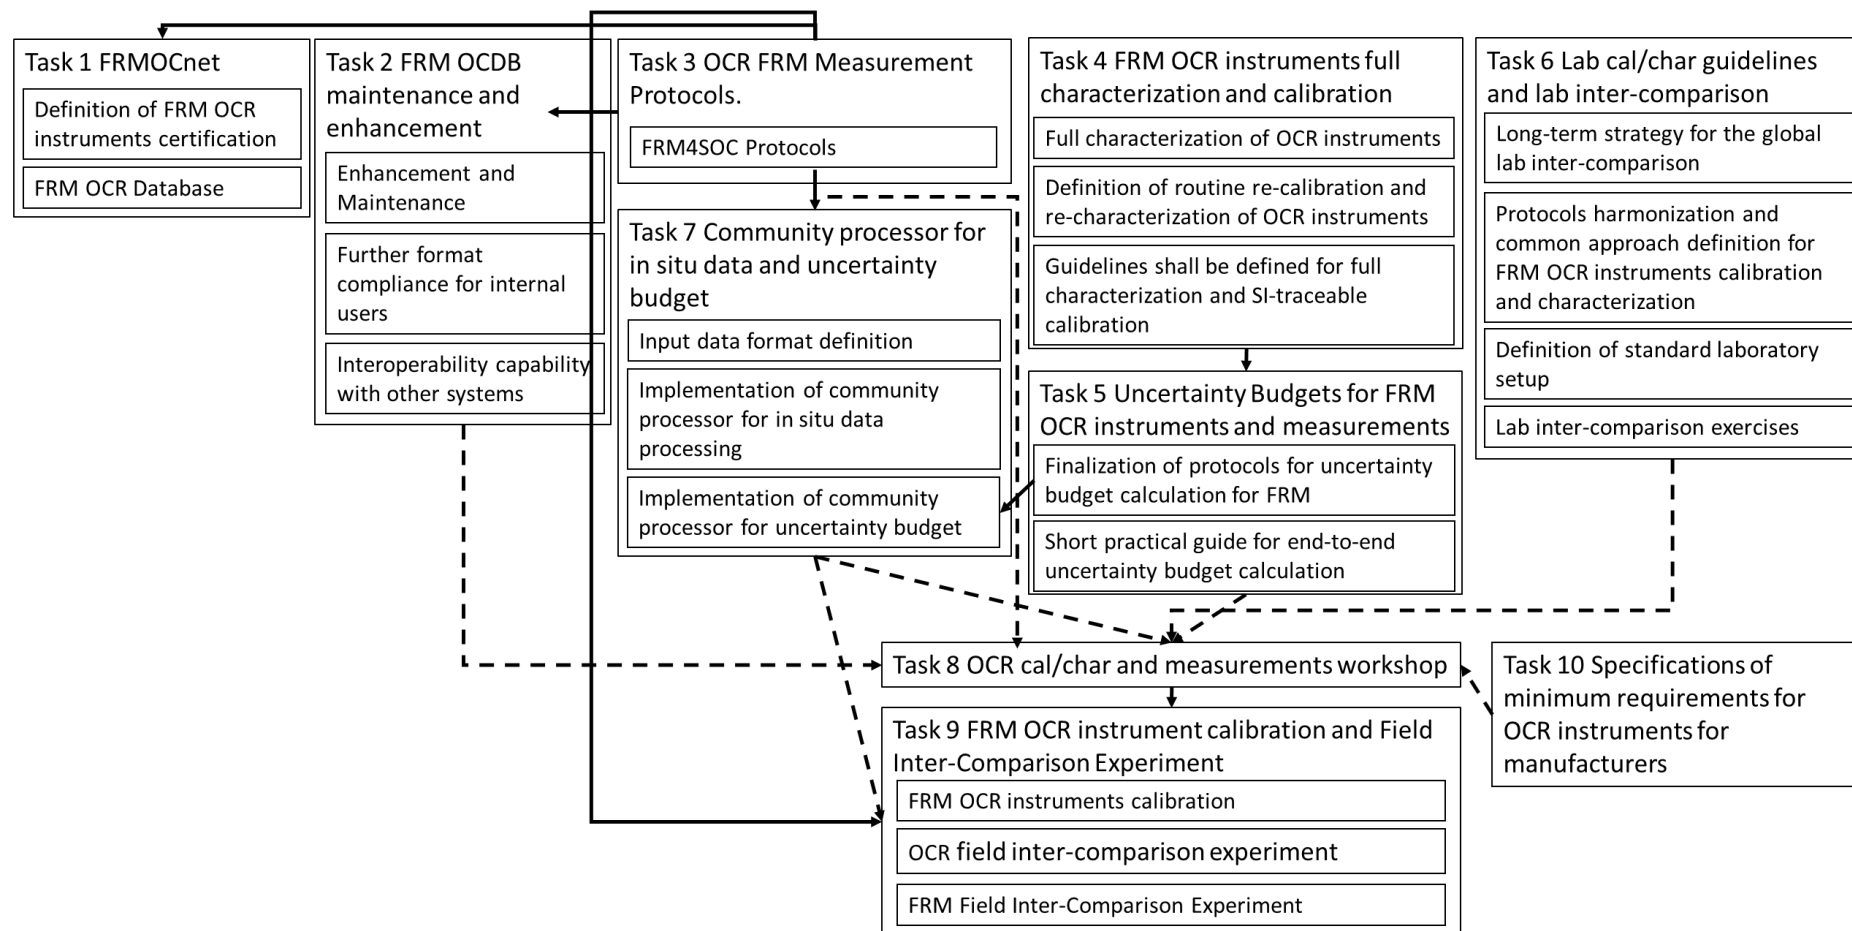 Task 1 FRMOCnet
Definition of FRM OCR
instruments certification
FRM OCR Database
Task 2 FRM OCDB
maintenance and
enhancement
Enhancement and
Maintenance
Further format
compliance for internal
users
Interoperability capability
with other systems
Task 3 OCR FRM Measurement
Protocols.
FRM4SOC Protocols
Task 7 Community processor for
in situ data and uncertainty
budget
Input data format definition
Implementation of community
processor for in situ data
processing
Implementation of community
processor for uncertainty budget
Task 4 FRM OCR instruments full
characterization and calibration
Full characterization of OCR instruments
Definition of routine re-calibration and
re-characterization of OCR instruments
Guidelines shall be defined for full
characterization and SI-traceable
calibration
Task 5 Uncertainty Budgets for FRM
OCR instruments and measurements
Finalization of protocols for uncertainty
budget calculation for FRM
Short practical guide for end-to-end
uncertainty budget calculation
Task 6 Lab cal/char guidelines
and lab inter-comparison
Long-term strategy for the global
lab inter-comparison
Protocols harmonization and
common approach definition for
FRM OCR instruments calibration
and characterization
Definition of standard laboratory
setup
Lab inter-comparison exercises
Task 8 OCR cal/char and measurements workshop
Task 9 FRM OCR instrument calibration and Field
Inter-Comparison Experiment
FRM OCR instruments calibration
OCR field inter-comparison experiment
FRM Field Inter-Comparison Experiment
Task 10 Specifications of
minimum requirements for
OCR instruments for
manufacturers